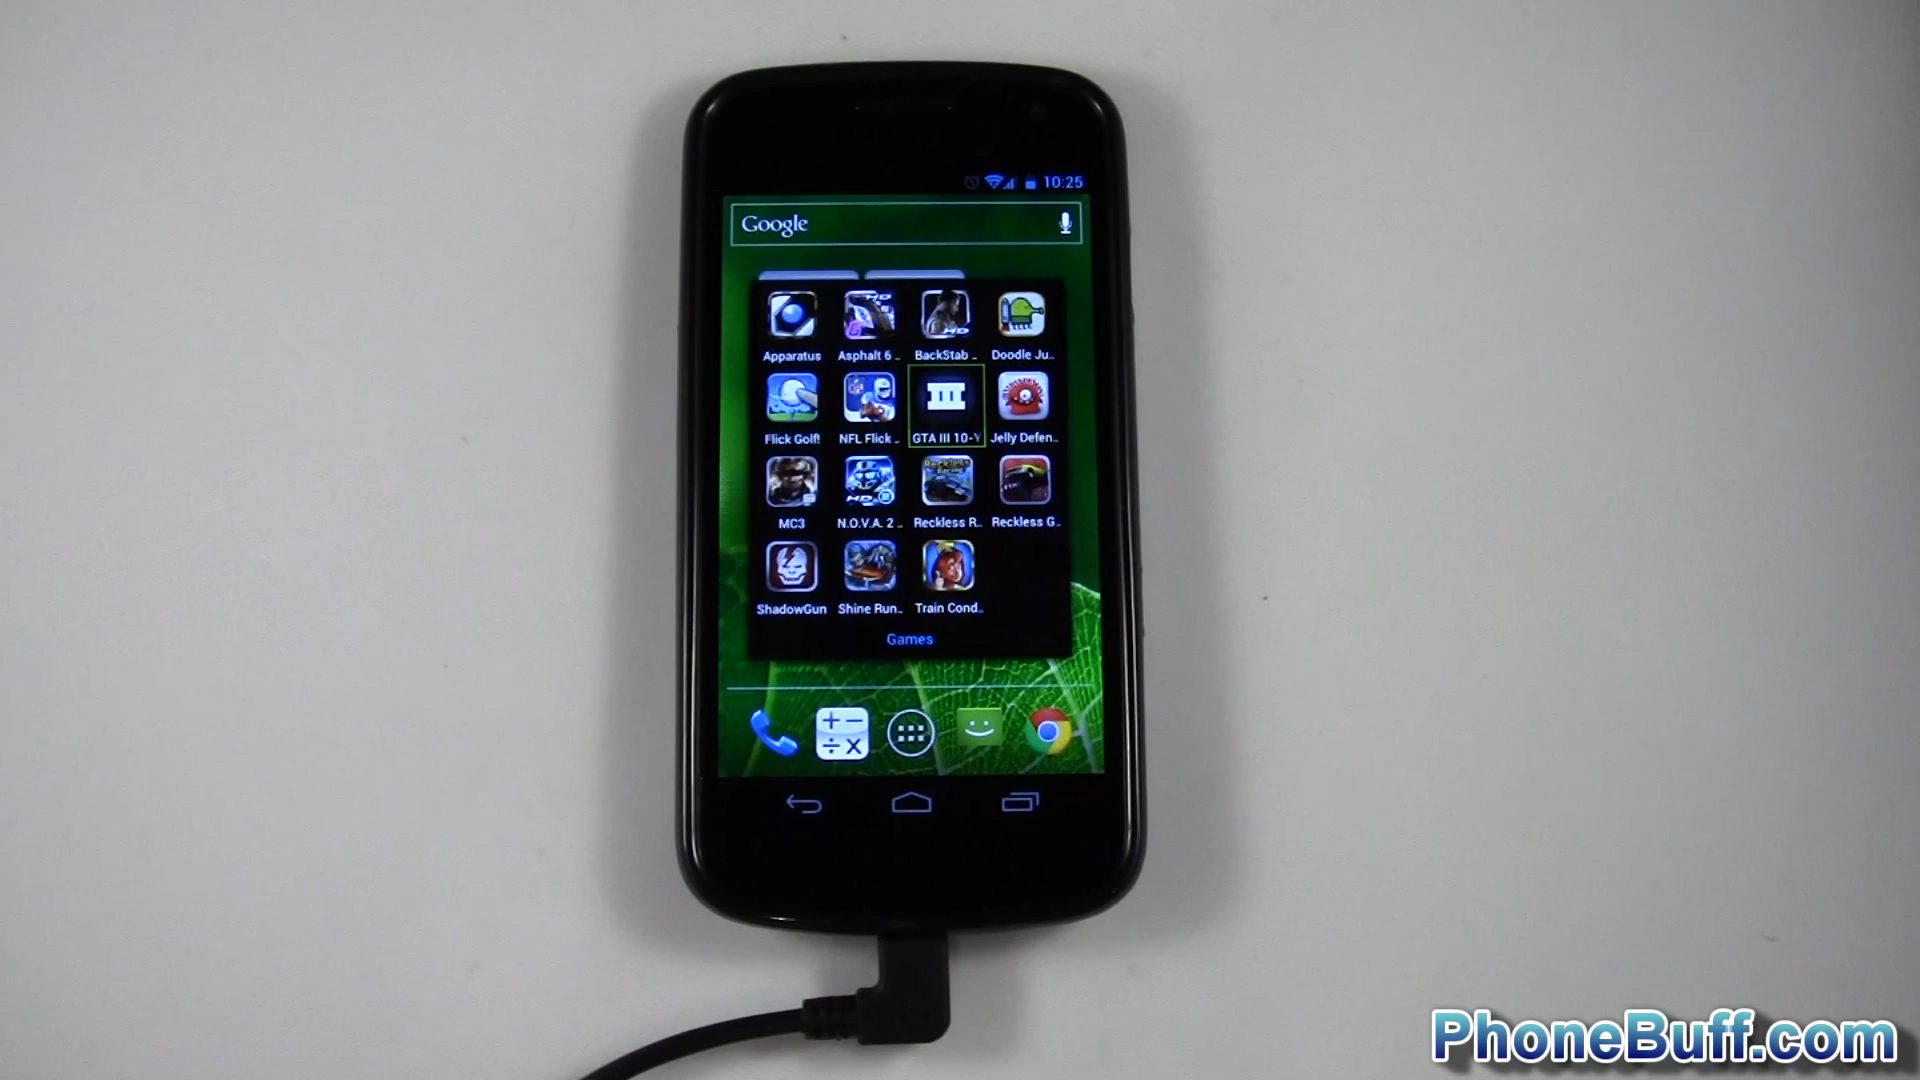 10:25
Google
Apparatus
Asphalt 6 ..
BackStab ..
Doodle Ju..
Flick Golf!
NFL Flick ..
GTA III 10-Y
Jelly Defen..
MC3
N.O.V.A. 2 ..
Reckless R..
Reckless G..
ShadowGun
Shine Run..
Train Cond..
Games
PhoneBuff.com